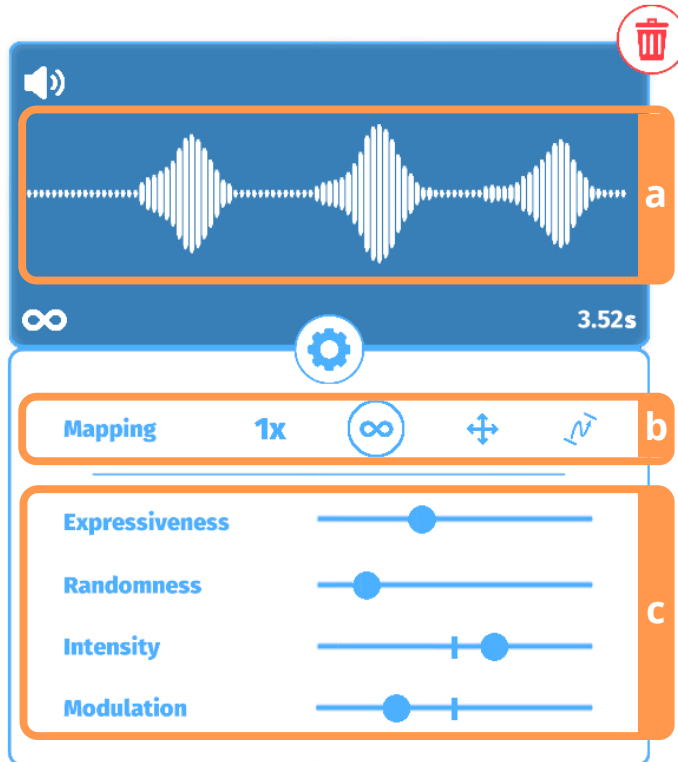 a
3.52s
Mapping 1x b
Expressiveness
Randomness
c
Intensity
Modulation